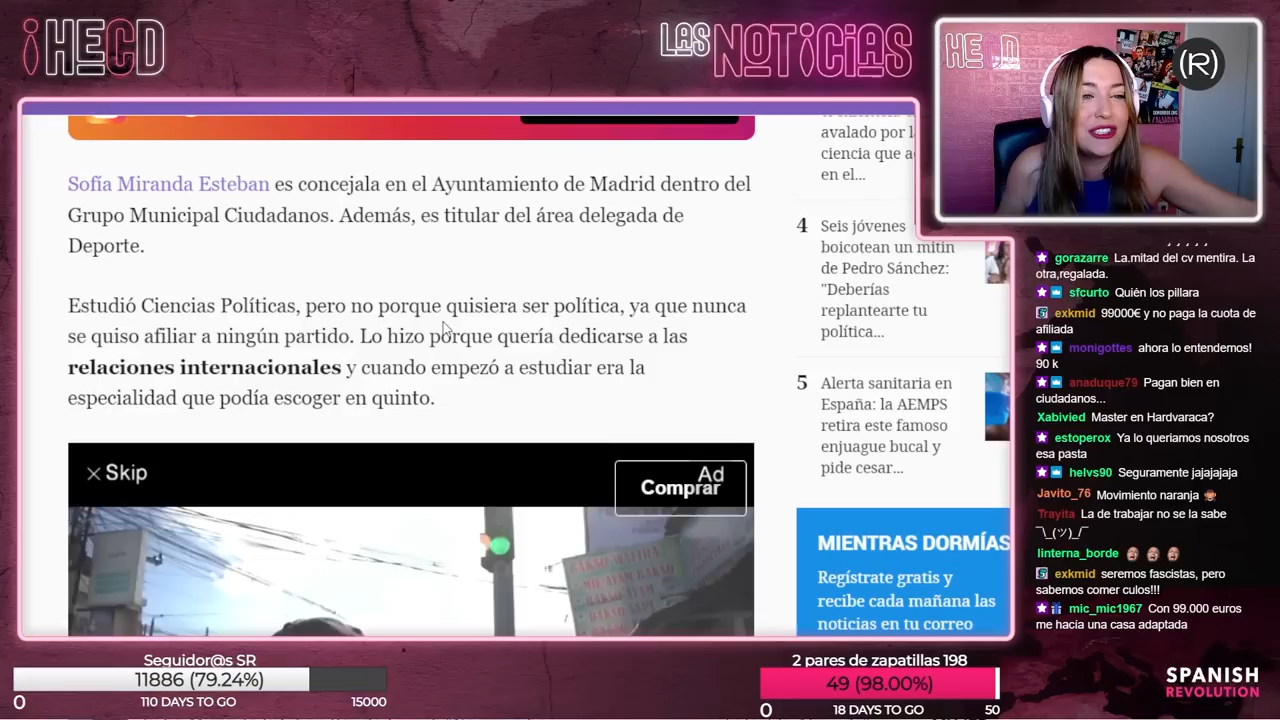 ¡HECD
LAS NOTICIAS
HE D
(R)
avalado por la
ciencia que a
en el...
Sofía Miranda Esteban es concejala en el Ayuntamiento de Madrid dentro del
Grupo Municipal Ciudadanos. Además, es titular del área delegada de
Deporte.
Estudió Ciencias Políticas, pero no porque quisiera ser política, ya que nunca
se quiso afiliar a ningún partido. Lo hizo porque quería dedicarse a las
relaciones internacionales y cuando empezó a estudiar era la
especialidad que podía escoger en quinto.
Skip
Ad
Comprar
4 Seis jóvenes
boicotean un mitin
de Pedro Sánchez:
"Deberías
replantearte tu
política...
5 Alerta sanitaria en
España: la AEMPS
retira este famoso
enjuague bucal y
pide cesar...
MIENTRAS DORMÍAS
Regístrate gratis y
recibe cada mañana las
noticias en tu correo
gorazarre La.mitad del cv mentira. La
otra,regalada.
sfcurto Quién los pillara
exkmid 99000€ y no paga la cuota de
afiliada
monigottes ahora lo entendemos!
90 k
anaduque79 Pagan bien en
ciudadanos...
Xabivied Master en Hardvaraca?
estoperox Ya lo queriamos nosotros
esa pasta
helvs90 Seguramente jajajajaja
Javito_76 Movimiento naranja
Trayita La de trabajar no se la sabe
¯\_(ツ)_/¯
linterna_borde
exkmid seremos fascistas, pero
sabemos comer culos!!!
mic_mic1967 Con 99.000 euros
me hacía una casa adaptada
Seguidor@s SR
11886 (79.24%)
0 110 DAYS TO GO 15000
2 pares de zapatillas 198
49 (98.00%)
0 18 DAYS TO GO 50
SPANISH
REVOLUTION